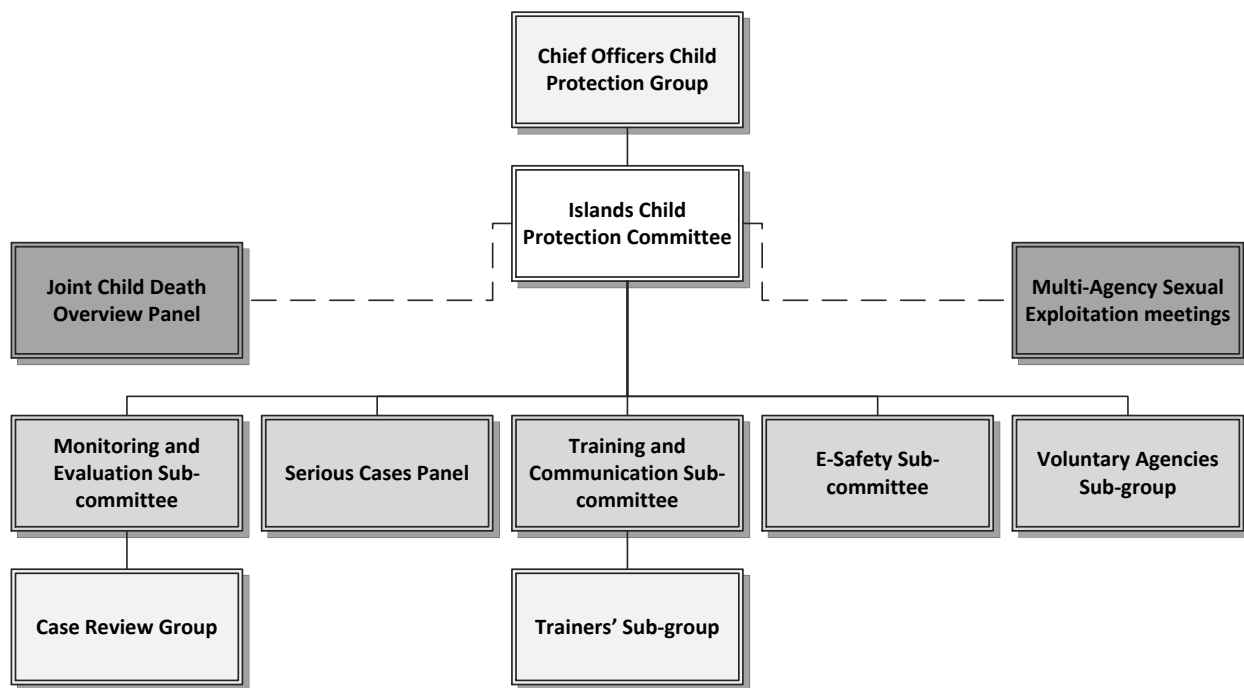 Chief Officers Child
Protection Group
Islands Child
Protection Committee
Joint Child Death
Overview Panel
Multi-Agency Sexual
Exploitation meetings
Monitoring and
Evaluation Sub-
committee
Serious Cases Panel
Training and
Communication Sub-
committee
E-Safety Sub-
committee
Voluntary Agencies
Sub-group
Case Review Group
Trainers’ Sub-group